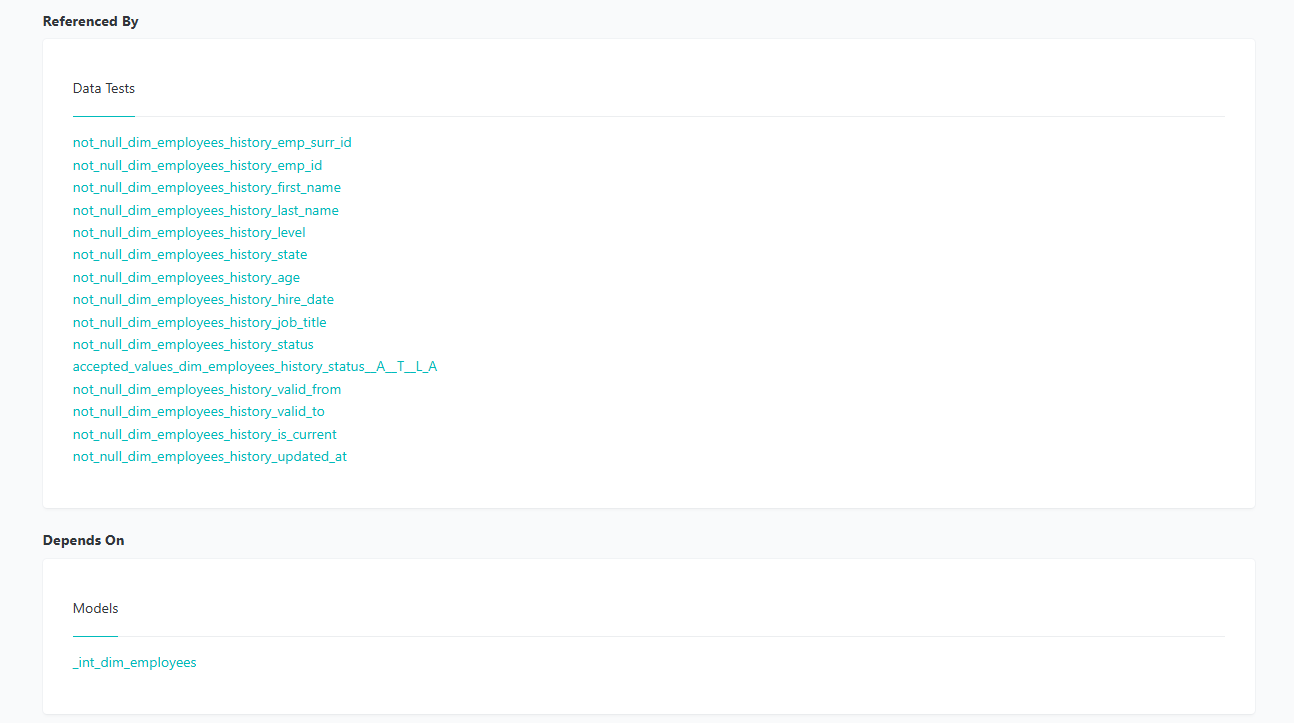 Referenced By
Data Tests
not_null_dim_employees_history_emp_surr_id
not_null_dim_employees_history_emp_id
not_null_dim_employees_history_first_name
not_null_dim_employees_history_last_name
not_null_dim_employees_history_level
not_null_dim_employees_history_state
not_null_dim_employees_history_age
not_null_dim_employees_history_hire_date
not_null_dim_employees_history_job_title
not_null_dim_employees_history_status
accepted_values_dim_employees_history_status__A__T__L_A
not_null_dim_employees_history_valid_from
not_null_dim_employees_history_valid_to
not_null_dim_employees_history_is_current
not_null_dim_employees_history_updated_at
Depends On
Models
_int_dim_employees